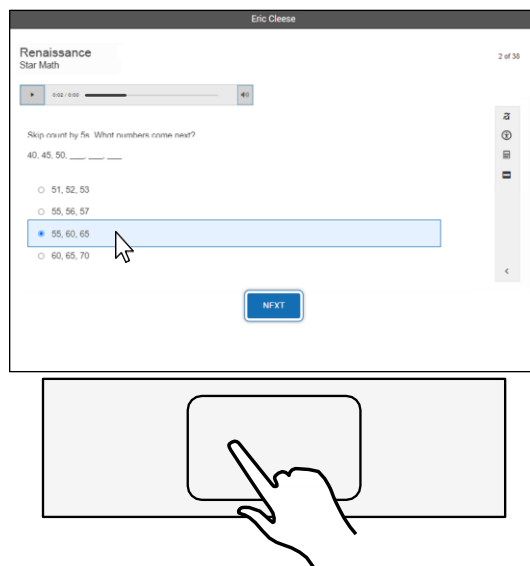 Eric Cleese
Renaissance
Star Math
2 of 38
0:02 / 0:00
Skip count by 5s. What numbers come next?
40, 45, 50, ___, ___, ___
51, 52, 53
55, 56, 57
55, 60, 65
60, 65, 70
NEXT